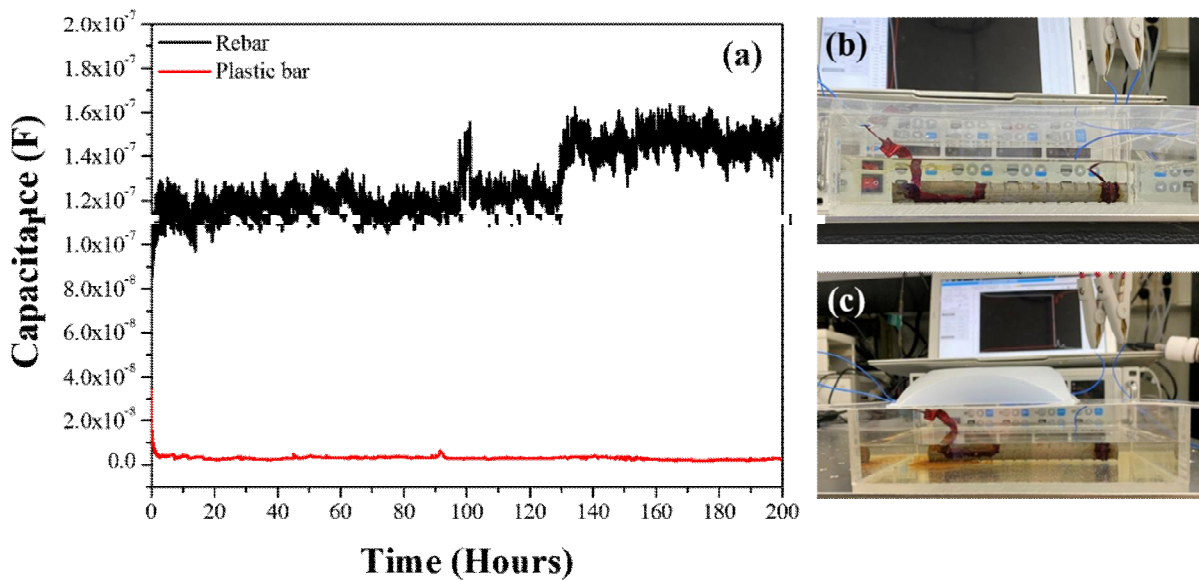 2.0x10⁻⁷
1.8x10⁻⁷
1.6x10⁻⁷
1.4x10⁻⁷
1.2x10⁻⁷
1.0x10⁻⁷
8.0x10⁻⁸
6.0x10⁻⁸
4.0x10⁻⁸
2.0x10⁻⁸
0.0
Capacitance (F)
Rebar
Plastic bar
(a)
0 20 40 60 80 100 120 140 160 180 200
Time (Hours)
(b)
(c)